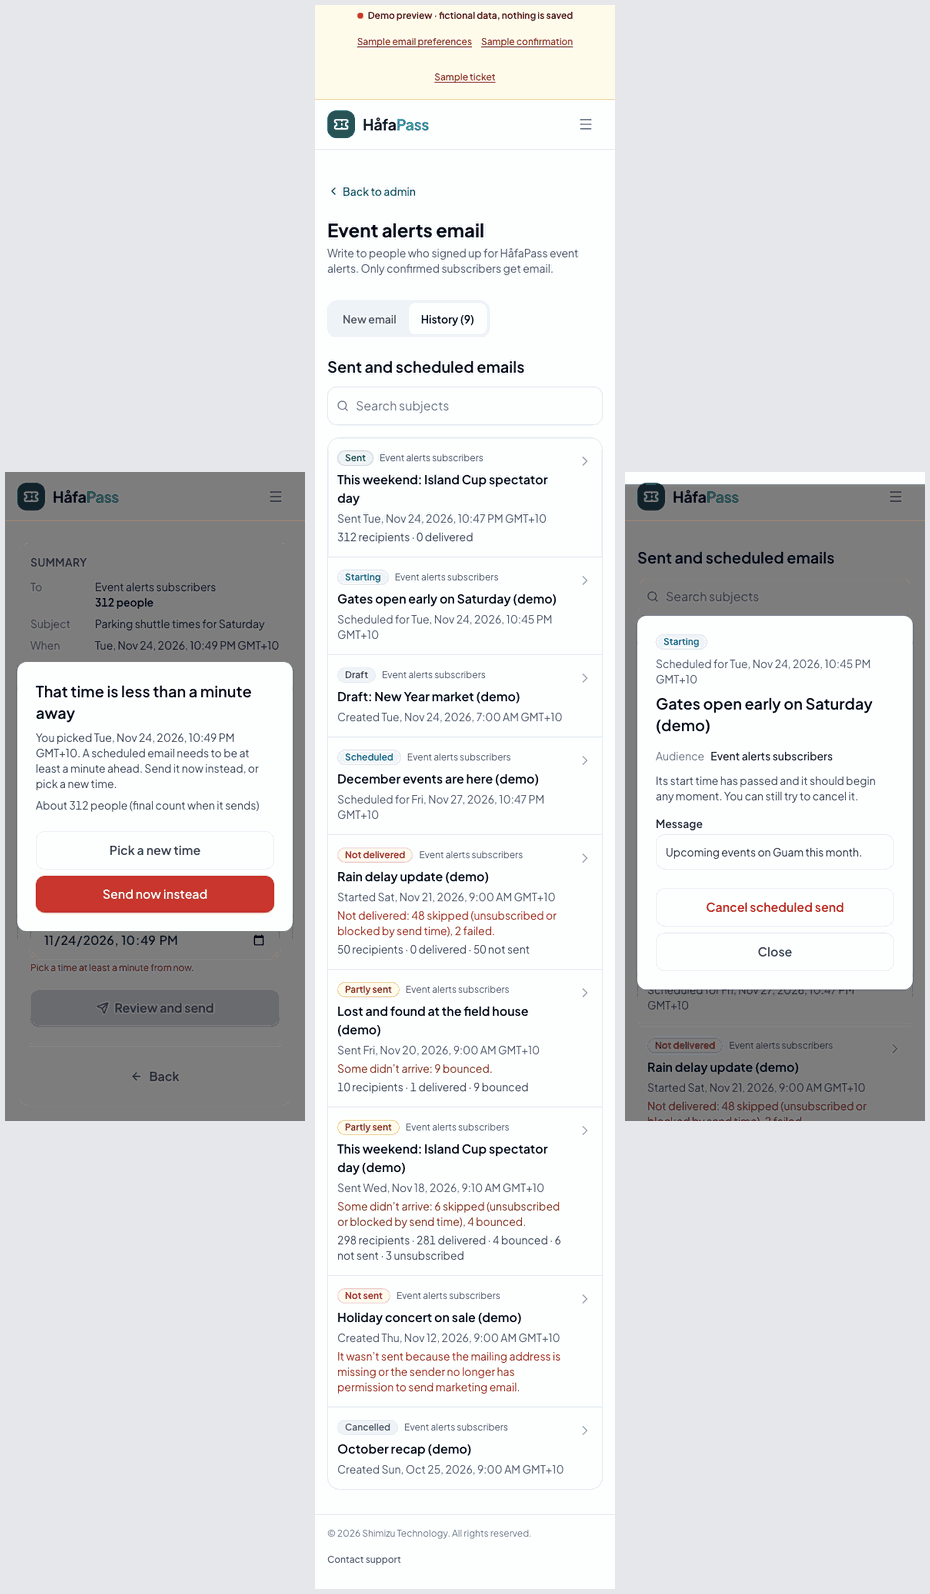 HåfaPass
SUMMARY
To Event alerts subscribers
312 people
Subject Parking shuttle times for Saturday
When Tue, Nov 24, 2026, 10:49 PM GMT+10
That time is less than a minute
away
You picked Tue, Nov 24, 2026, 10:49 PM
GMT+10. A scheduled email needs to be at
least a minute ahead. Send it now instead, or
pick a new time.
About 312 people (final count when it sends)
Pick a new time
Send now instead
11/24/2026, 10:49 PM
Pick a time at least a minute from now.
Review and send
Back
Demo preview · fictional data, nothing is saved
Sample email preferences Sample confirmation
Sample ticket
HåfaPass
Back to admin
Event alerts email
Write to people who signed up for HåfaPass event
alerts. Only confirmed subscribers get email.
New email History (9)
Sent and scheduled emails
Search subjects
Sent Event alerts subscribers
This weekend: Island Cup spectator
day
Sent Tue, Nov 24, 2026, 10:47 PM GMT+10
312 recipients · 0 delivered
Starting Event alerts subscribers
Gates open early on Saturday (demo)
Scheduled for Tue, Nov 24, 2026, 10:45 PM
GMT+10
Draft Event alerts subscribers
Draft: New Year market (demo)
Created Tue, Nov 24, 2026, 7:00 AM GMT+10
Scheduled Event alerts subscribers
December events are here (demo)
Scheduled for Fri, Nov 27, 2026, 10:47 PM
GMT+10
Not delivered Event alerts subscribers
Rain delay update (demo)
Started Sat, Nov 21, 2026, 9:00 AM GMT+10
Not delivered: 48 skipped (unsubscribed or
blocked by send time), 2 failed.
50 recipients · 0 delivered · 50 not sent
Partly sent Event alerts subscribers
Lost and found at the field house
(demo)
Sent Fri, Nov 20, 2026, 9:00 AM GMT+10
Some didn't arrive: 9 bounced.
10 recipients · 1 delivered · 9 bounced
Partly sent Event alerts subscribers
This weekend: Island Cup spectator
day (demo)
Sent Wed, Nov 18, 2026, 9:10 AM GMT+10
Some didn't arrive: 6 skipped (unsubscribed
or blocked by send time), 4 bounced.
298 recipients · 281 delivered · 4 bounced · 6
not sent · 3 unsubscribed
Not sent Event alerts subscribers
Holiday concert on sale (demo)
Created Thu, Nov 12, 2026, 9:00 AM GMT+10
It wasn't sent because the mailing address is
missing or the sender no longer has
permission to send marketing email.
Cancelled Event alerts subscribers
October recap (demo)
Created Sun, Oct 25, 2026, 9:00 AM GMT+10
© 2026 Shimizu Technology. All rights reserved.
Contact support
HåfaPass
Sent and scheduled emails
Search subjects
Starting
Scheduled for Tue, Nov 24, 2026, 10:45 PM
GMT+10
Gates open early on Saturday
(demo)
Audience Event alerts subscribers
Its start time has passed and it should begin
any moment. You can still try to cancel it.
Message
Upcoming events on Guam this month.
Cancel scheduled send
Close
Scheduled for Fri, Nov 27, 2026, 10:47 PM
GMT+10
Not delivered Event alerts subscribers
Rain delay update (demo)
Started Sat, Nov 21, 2026, 9:00 AM GMT+10
Not delivered: 48 skipped (unsubscribed or
blocked by send time), 2 failed.